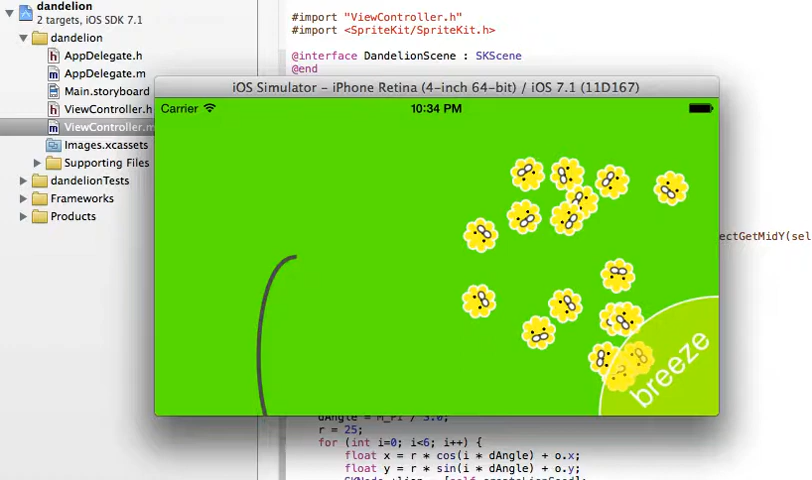 dandelion
2 targets, iOS SDK 7.1
dandelion
AppDelegate.h
AppDelegate.m
Main.storyboard
ViewController.h
ViewController.m
Images.xcassets
Supporting Files
dandelionTests
Frameworks
Products
#import "ViewController.h"
#import <SpriteKit/SpriteKit.h>
@interface DandelionScene : SKScene
@end
iOS Simulator - iPhone Retina (4-inch 64-bit) / iOS 7.1 (11D167)
Carrier 10:34 PM
ectGetMidY(sel
breeze
r = 25;
for (int i=0; i<6; i++) {
float x = r * cos(i * dAngle) + o.x;
float y = r * sin(i * dAngle) + o.y;